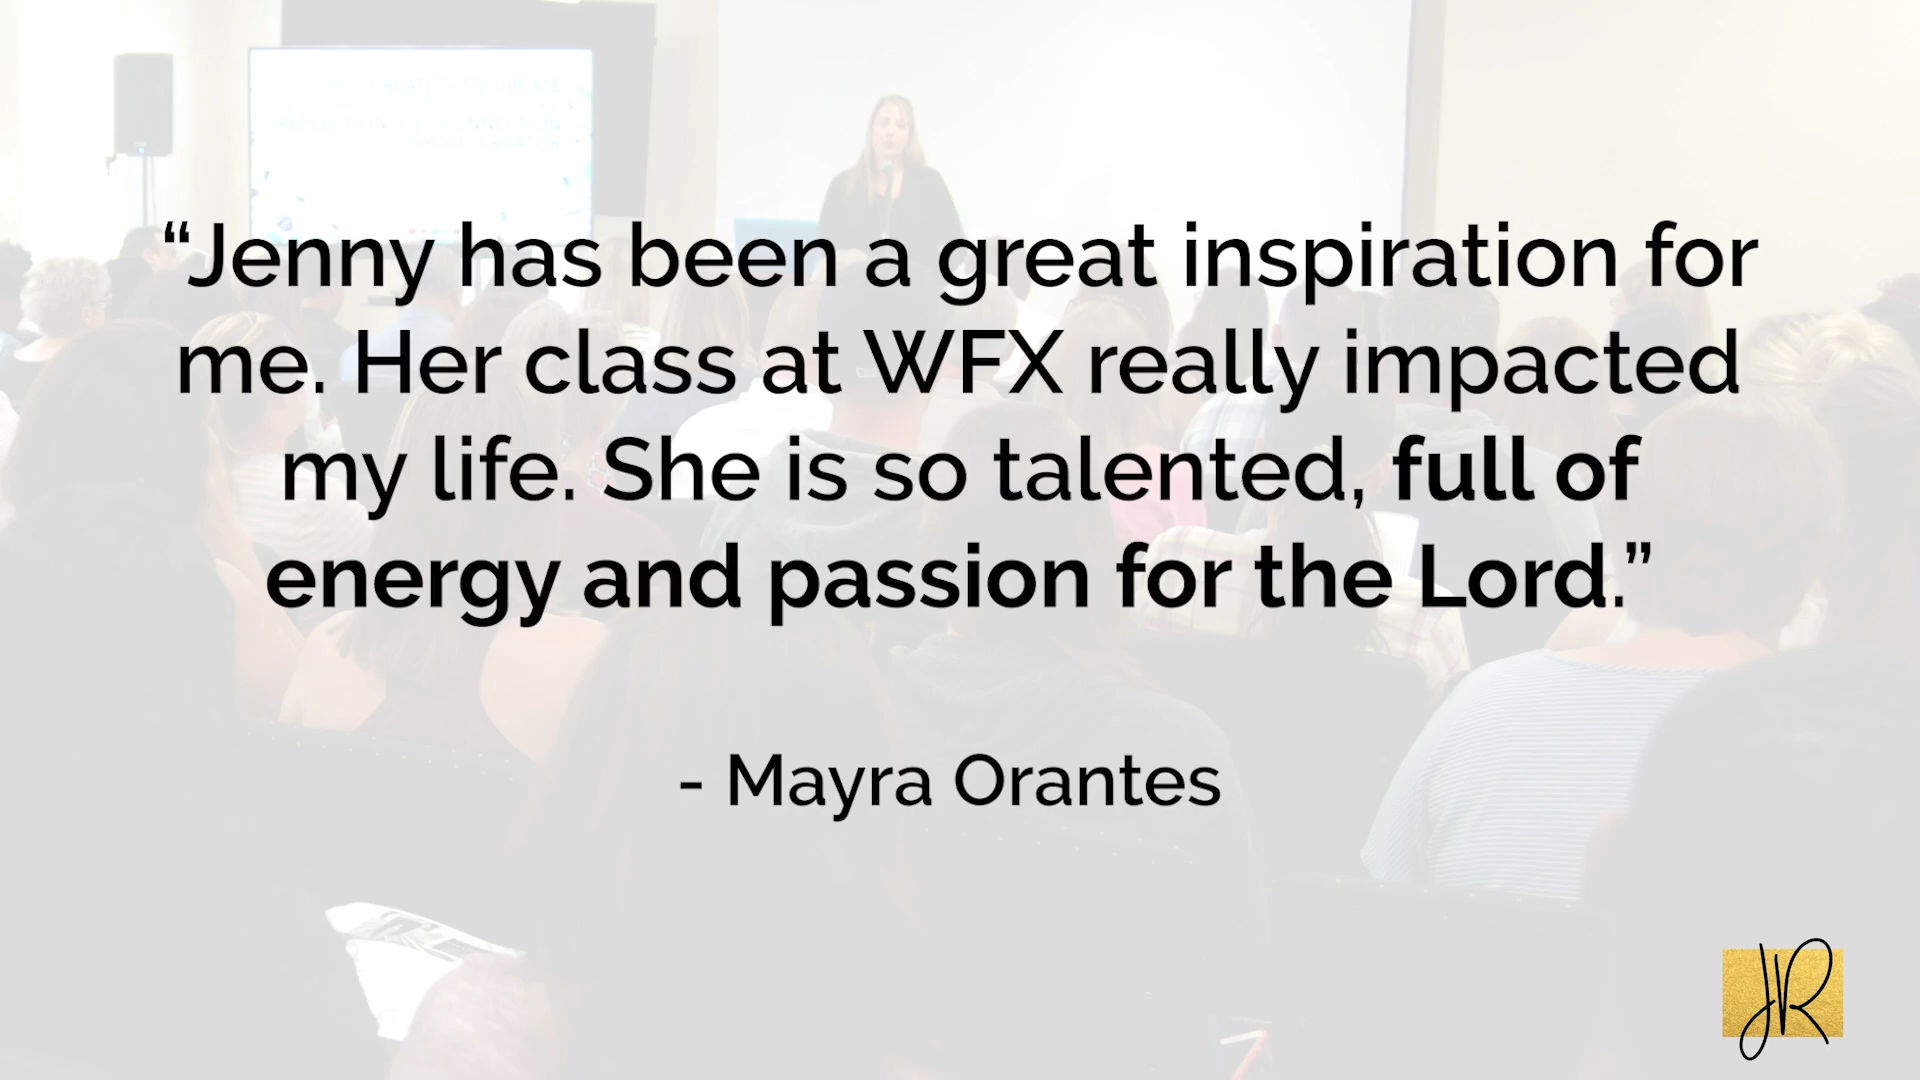 “Jenny has been a great inspiration for
me. Her class at WFX really impacted
my life. She is so talented, full of
energy and passion for the Lord.”
- Mayra Orantes
JR